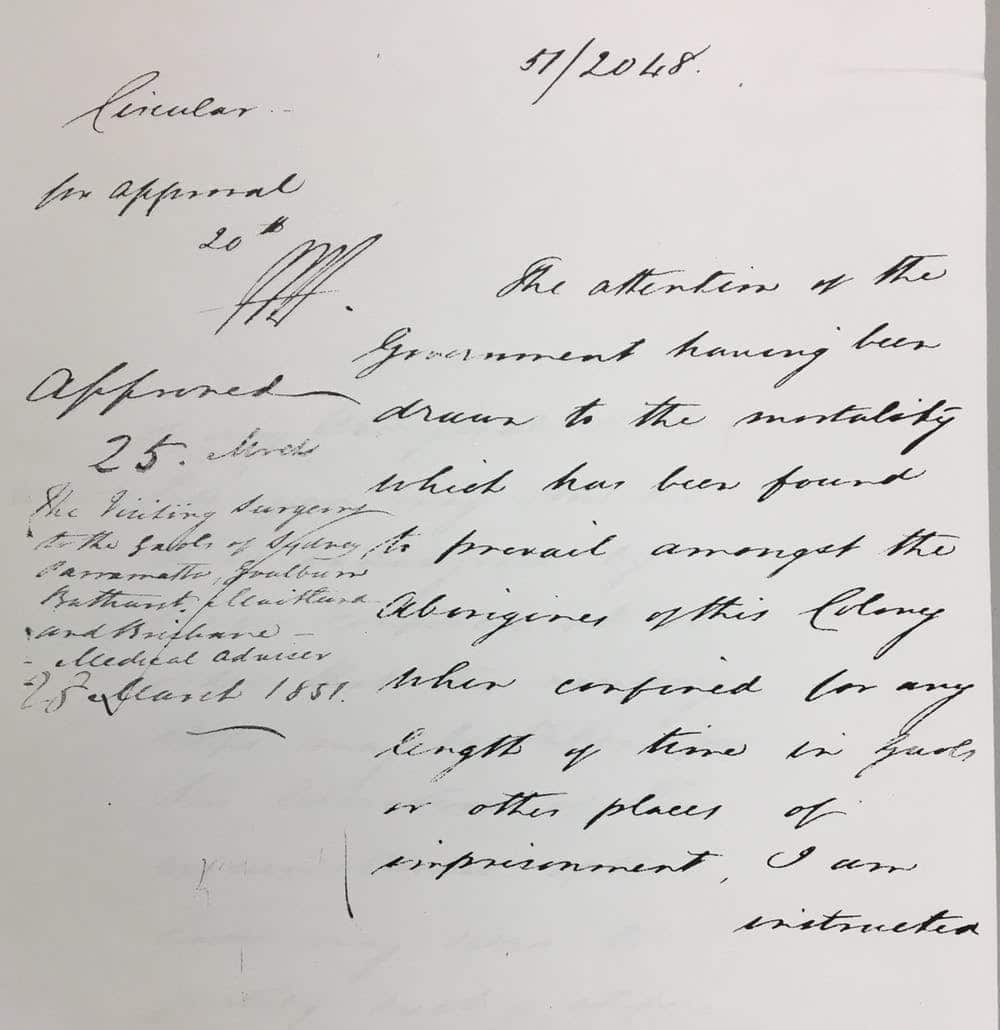 51/2048.
Circular
for approval
20th
Approved
25. March
The Visiting Surgeons
to the Gaols of Sydney
Parramatta, Goulburn
Bathurst, Maitland
and Brisbane -
- Medical Adviser
28 March 1851.
The attention of the
Government having been
drawn to the mortality
which has been found
to prevail amongst the
Aborigines of this Colony
when confined for any
length of time in Gaols
or other places of
imprisonment, I am
instructed